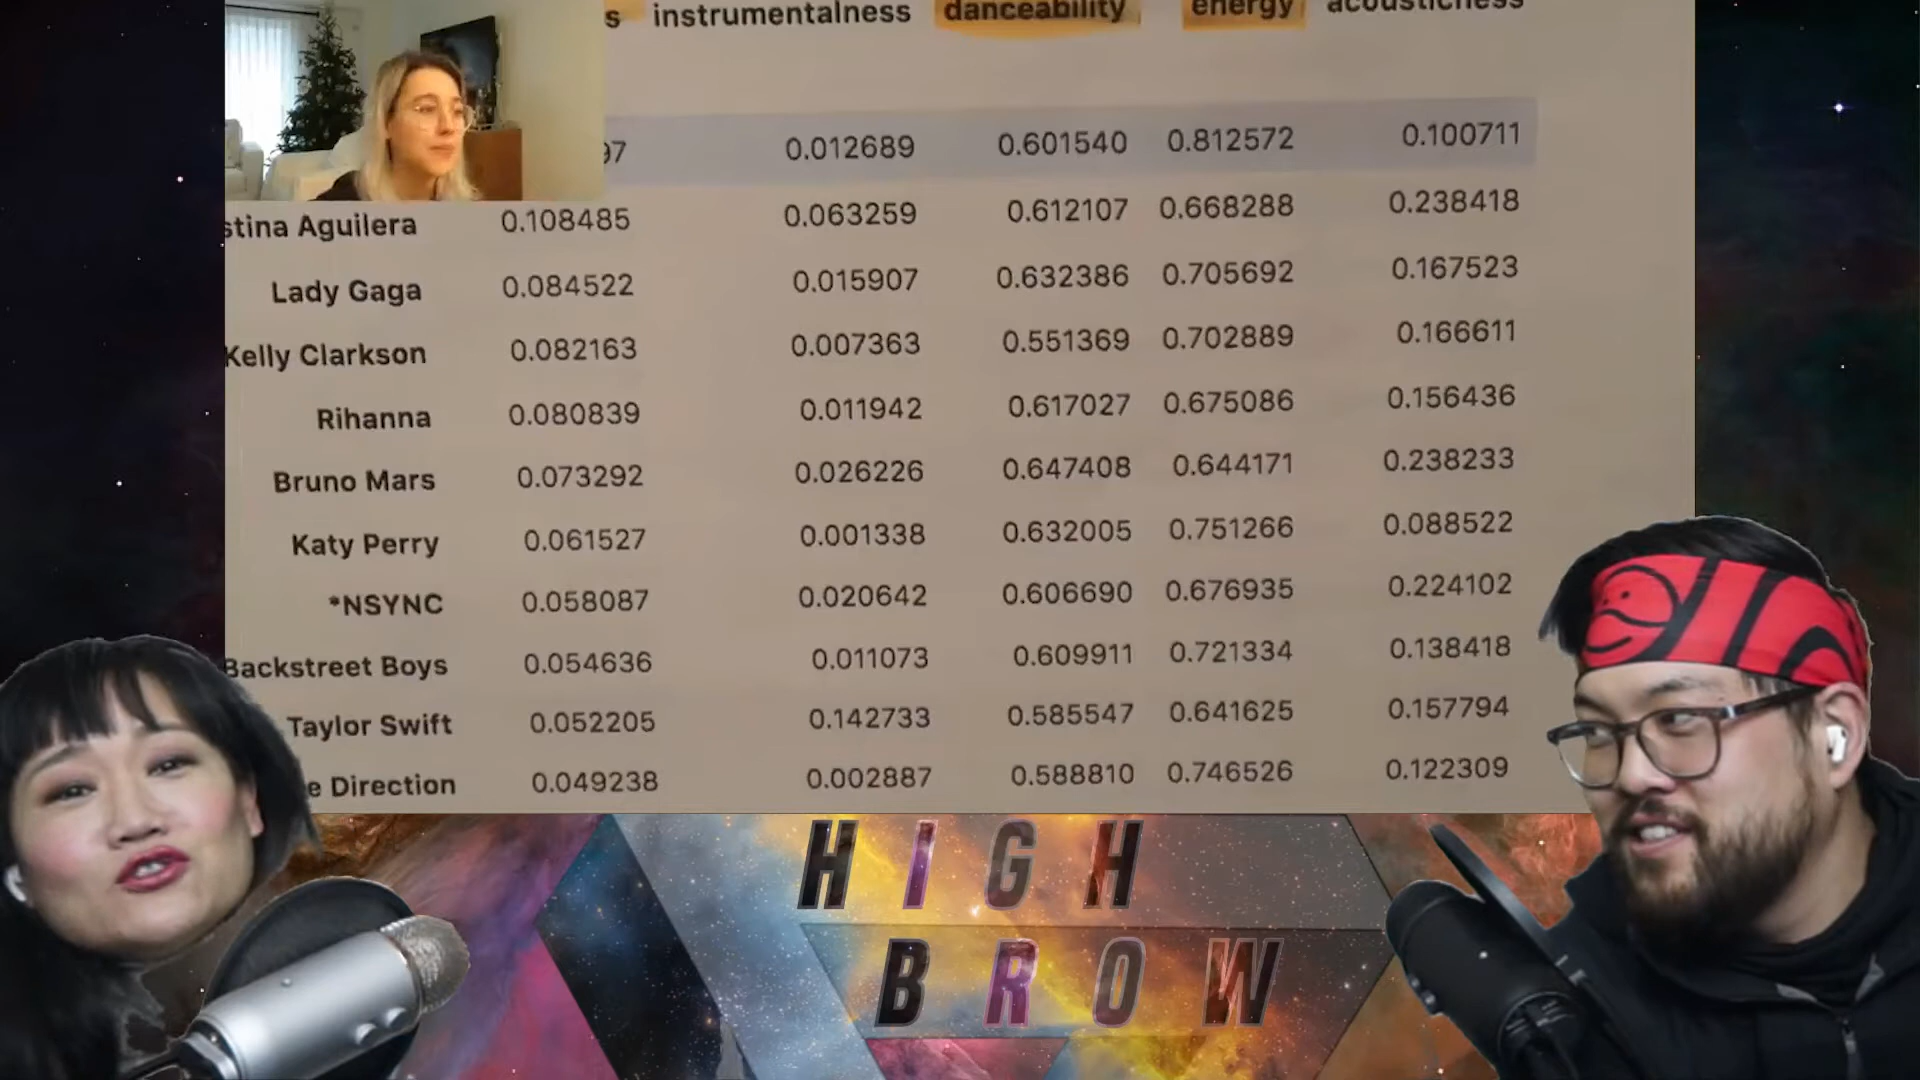 s instrumentalness danceability energy acousticness
97 0.012689 0.601540 0.812572 0.100711
stina Aguilera 0.108485 0.063259 0.612107 0.668288 0.238418
Lady Gaga 0.084522 0.015907 0.632386 0.705692 0.167523
Kelly Clarkson 0.082163 0.007363 0.551369 0.702889 0.166611
Rihanna 0.080839 0.011942 0.617027 0.675086 0.156436
Bruno Mars 0.073292 0.026226 0.647408 0.644171 0.238233
Katy Perry 0.061527 0.001338 0.632005 0.751266 0.088522
*NSYNC 0.058087 0.020642 0.606690 0.676935 0.224102
Backstreet Boys 0.054636 0.011073 0.609911 0.721334 0.138418
Taylor Swift 0.052205 0.142733 0.585547 0.641625 0.157794
e Direction 0.049238 0.002887 0.588810 0.746526 0.122309
HIGH
BROW